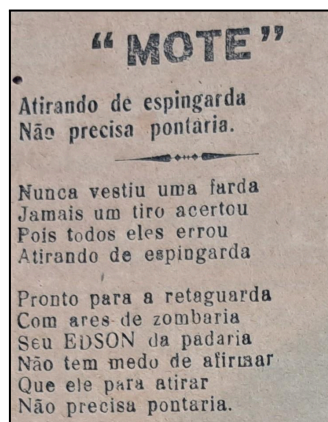 “MOTE”
Atirando de espingarda
Não precisa pontaria.
Nunca vestiu uma farda
Jamais um tiro acertou
Pois todos eles errou
Atirando de espingarda
Pronto para a retaguarda
Com ares de zombaria
Seu EDSON da padaria
Não tem medo de afirmar
Que ele para atirar
Não precisa pontaria.